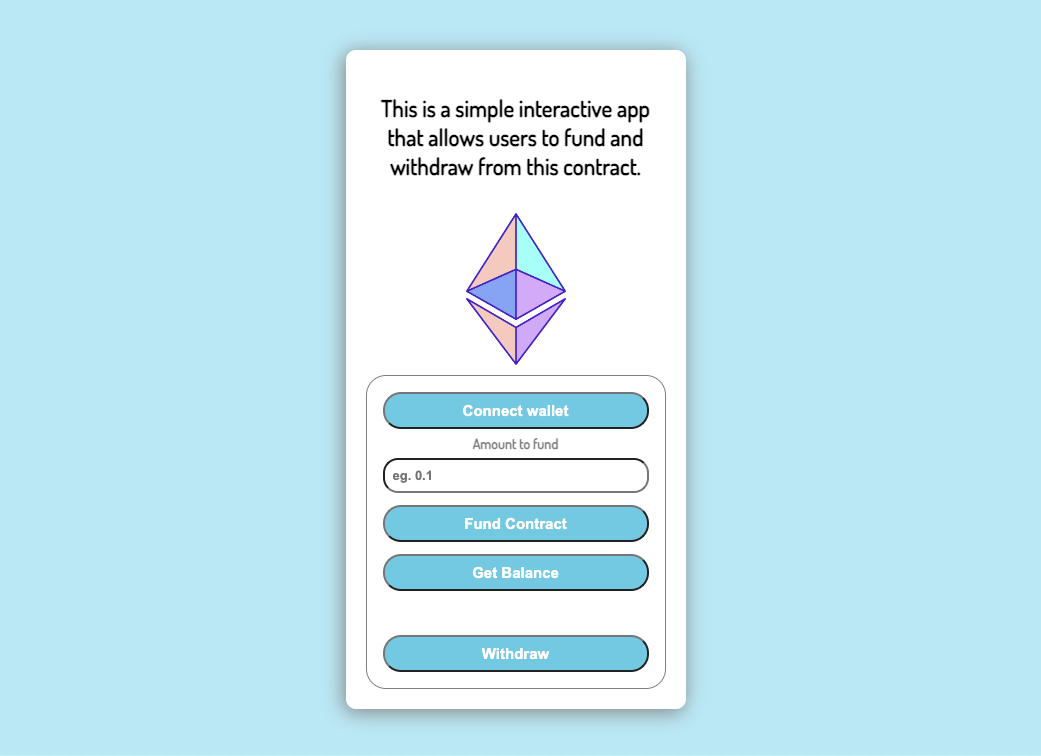 This is a simple interactive app
that allows users to fund and
withdraw from this contract.
Connect wallet
Amount to fund
eg. 0.1
Fund Contract
Get Balance
Withdraw